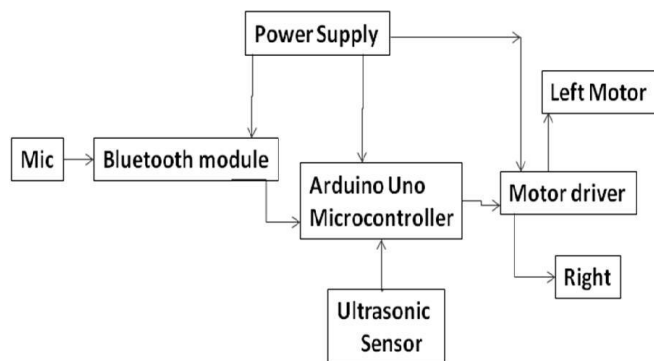 Power Supply
Left Motor
Mic
Bluetooth module
Arduino Uno
Microcontroller
Motor driver
Right
Ultrasonic
Sensor